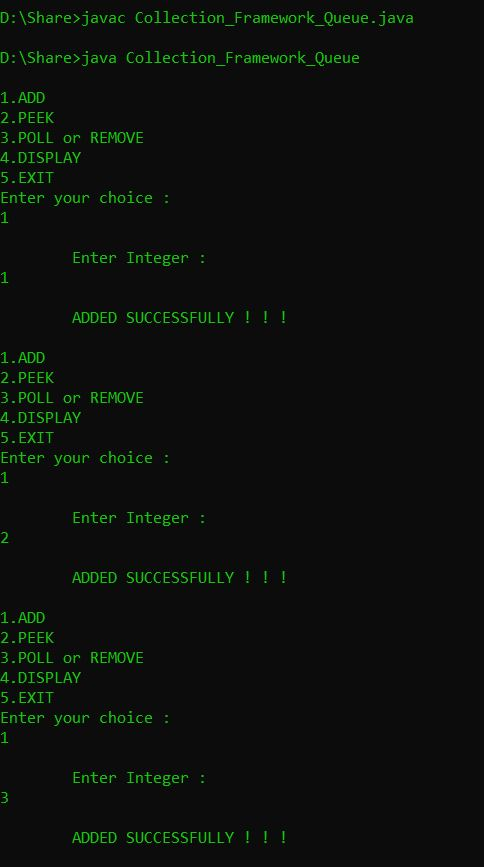 D:\Share>javac Collection_Framework_Queue.java
D:\Share>java Collection_Framework_Queue
1.ADD
2.PEEK
3.POLL or REMOVE
4.DISPLAY
5.EXIT
Enter your choice :
1
Enter Integer :
1
ADDED SUCCESSFULLY ! ! !
1.ADD
2.PEEK
3.POLL or REMOVE
4.DISPLAY
5.EXIT
Enter your choice :
1
Enter Integer :
2
ADDED SUCCESSFULLY ! ! !
1.ADD
2.PEEK
3.POLL or REMOVE
4.DISPLAY
5.EXIT
Enter your choice :
1
Enter Integer :
3
ADDED SUCCESSFULLY ! ! !